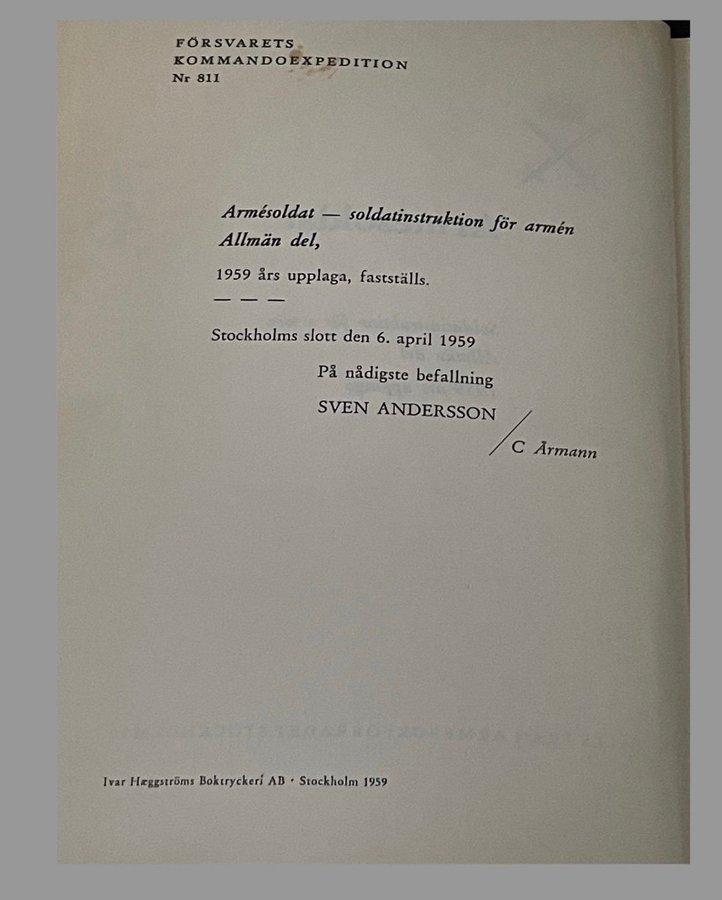 FÖRSVARETS
KOMMANDOEXPEDITION
Nr 811
Armésoldat — soldatinstruktion för armén
Allmän del,
1959 års upplaga, fastställs.
— — —
Stockholms slott den 6. april 1959
På nådigste befallning
SVEN ANDERSSON
/ C Årmann
Ivar Hæggströms Boktryckeri AB · Stockholm 1959